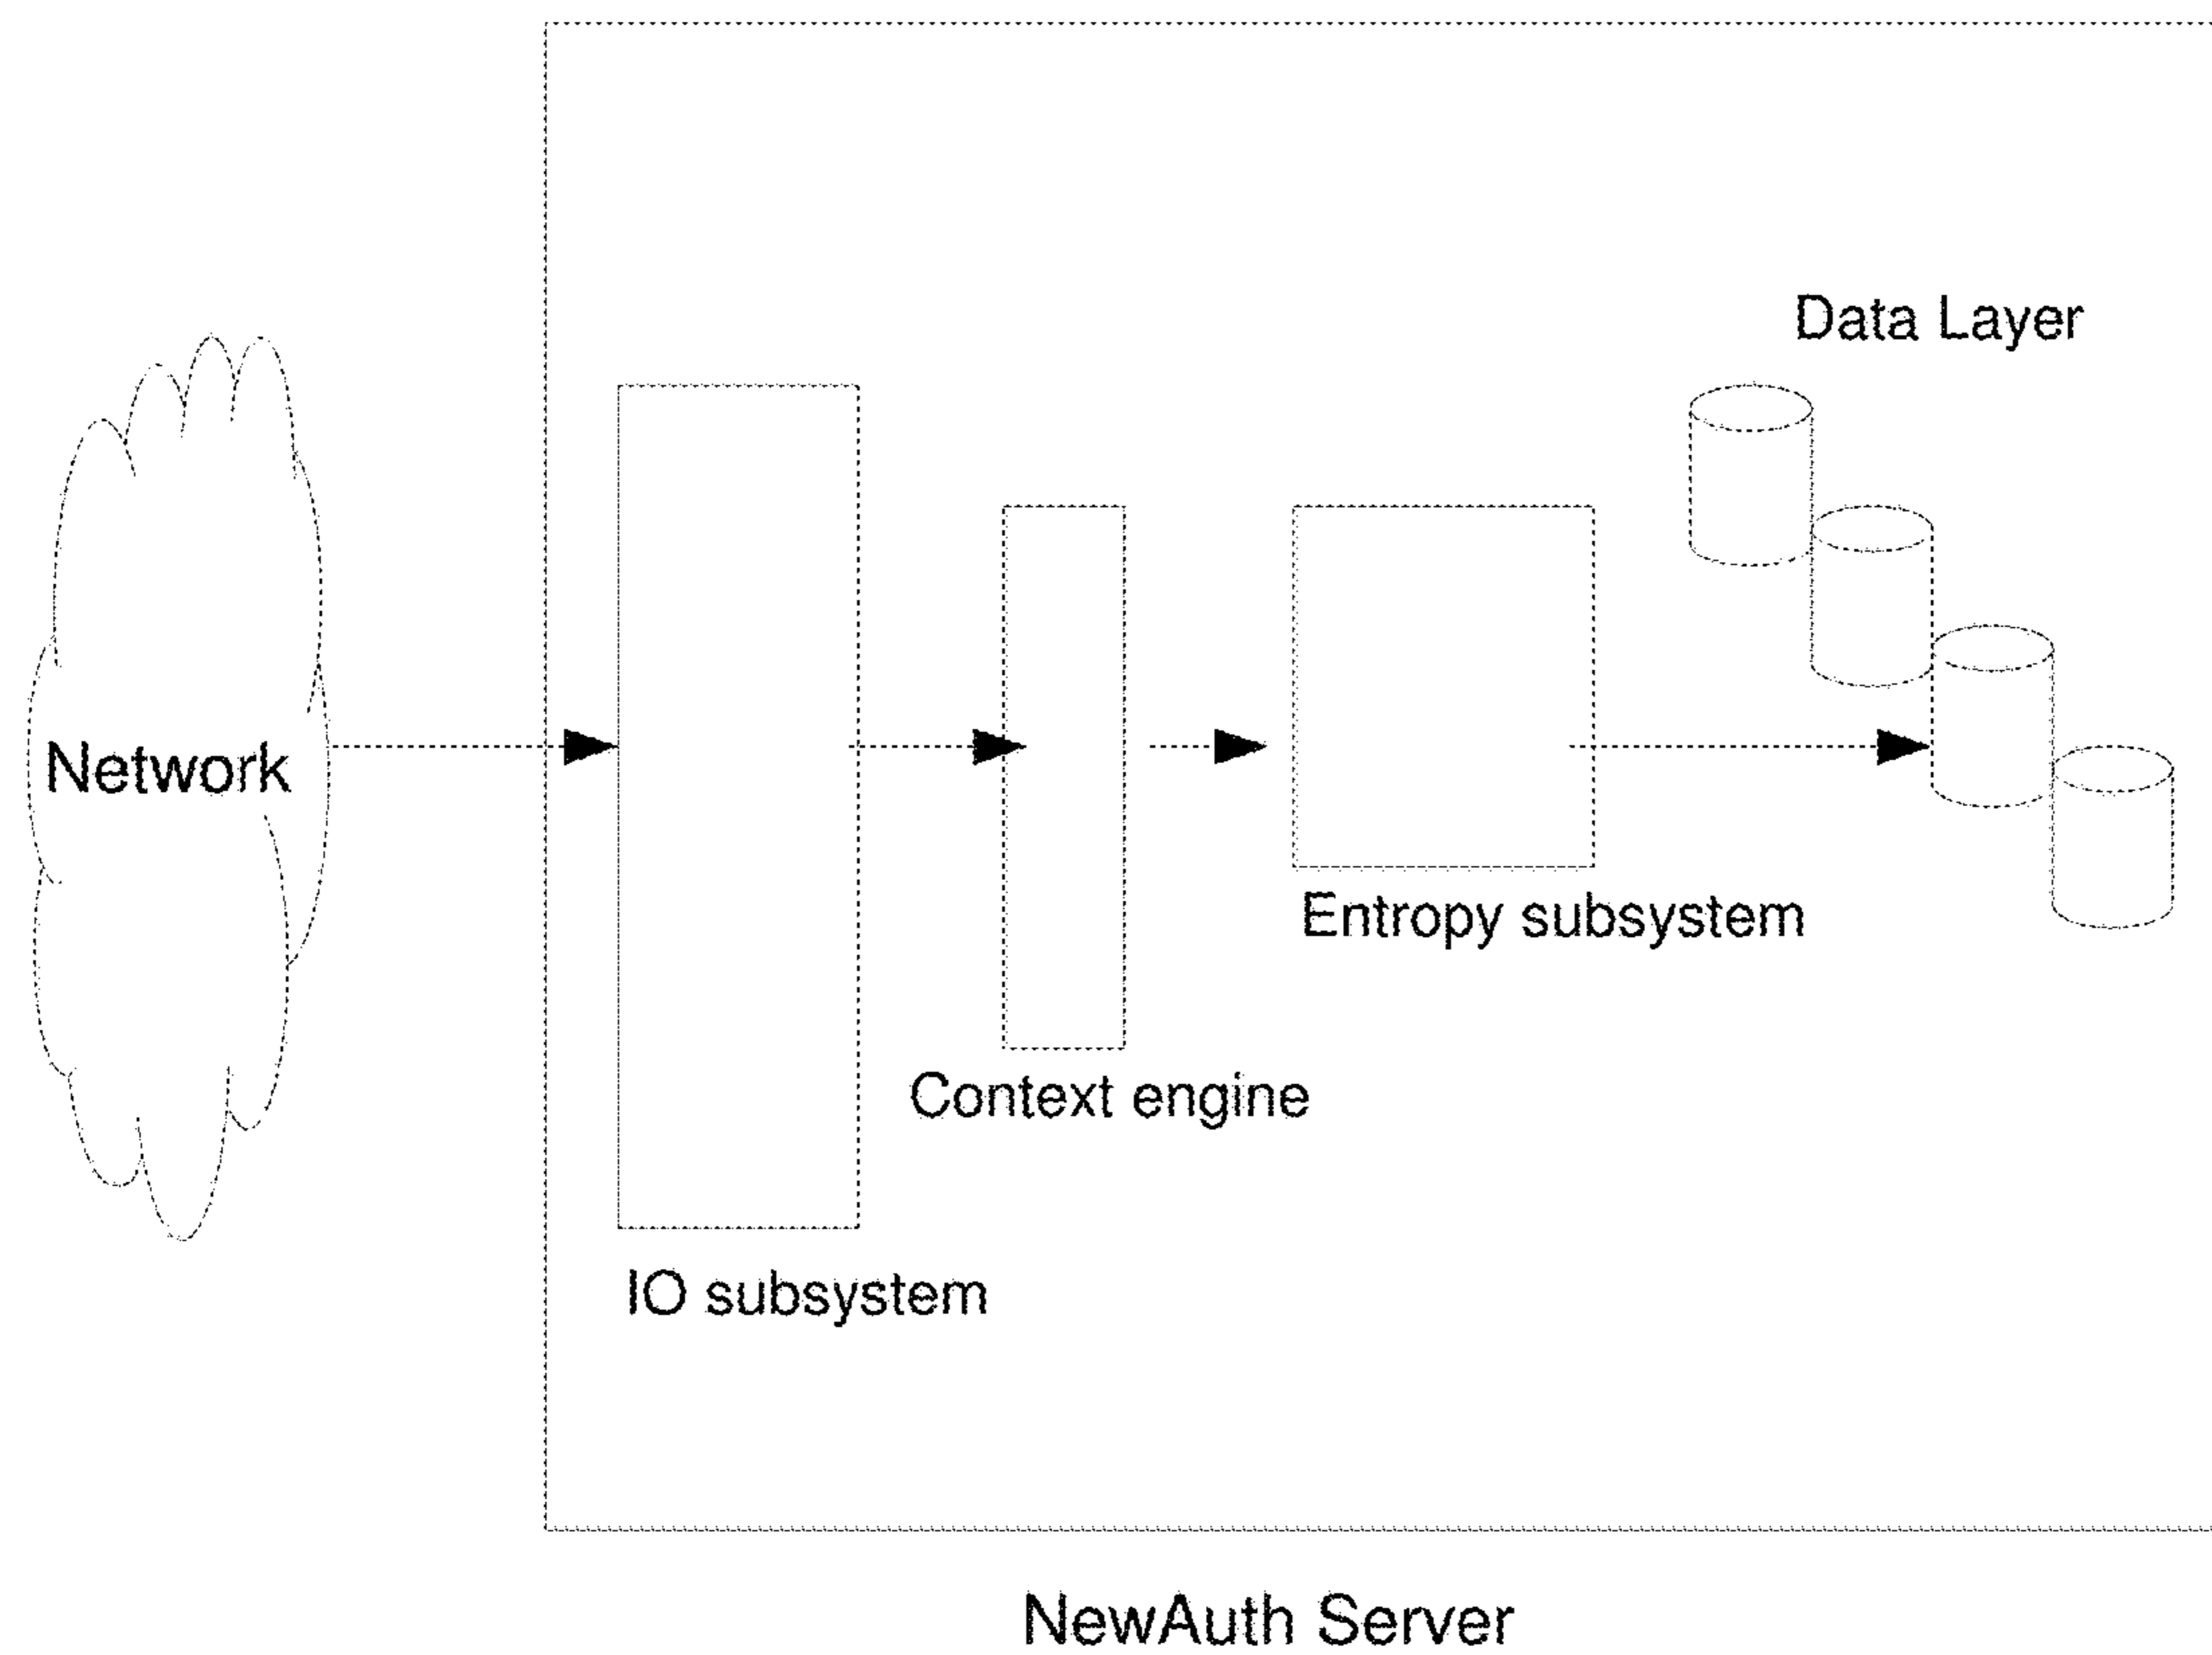 Data Layer
Network
Entropy subsystem
Context engine
IO subsystem
NewAuth Server